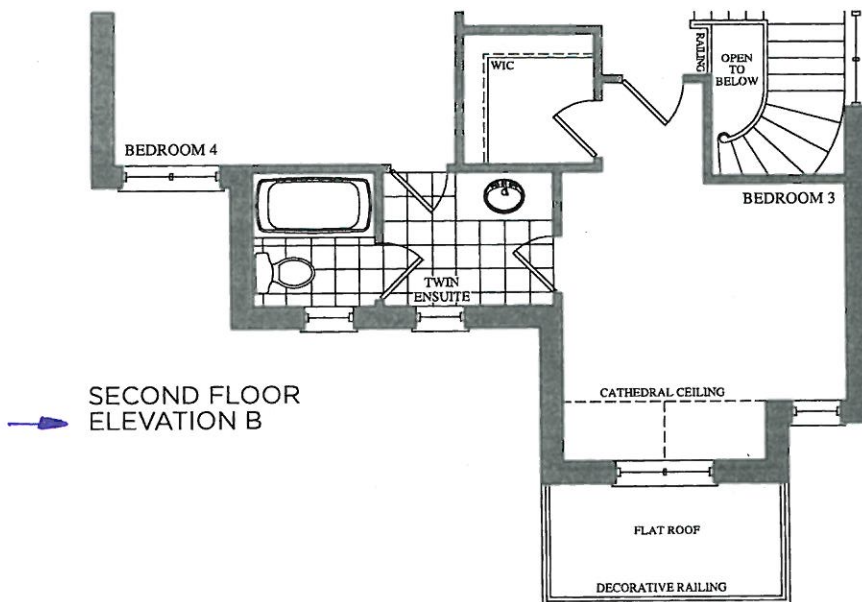 WIC
RAILING
OPEN
TO
BELOW
BEDROOM 4
BEDROOM 3
TWIN
ENSUITE
CATHEDRAL CEILING
SECOND FLOOR
ELEVATION B
FLAT ROOF
DECORATIVE RAILING